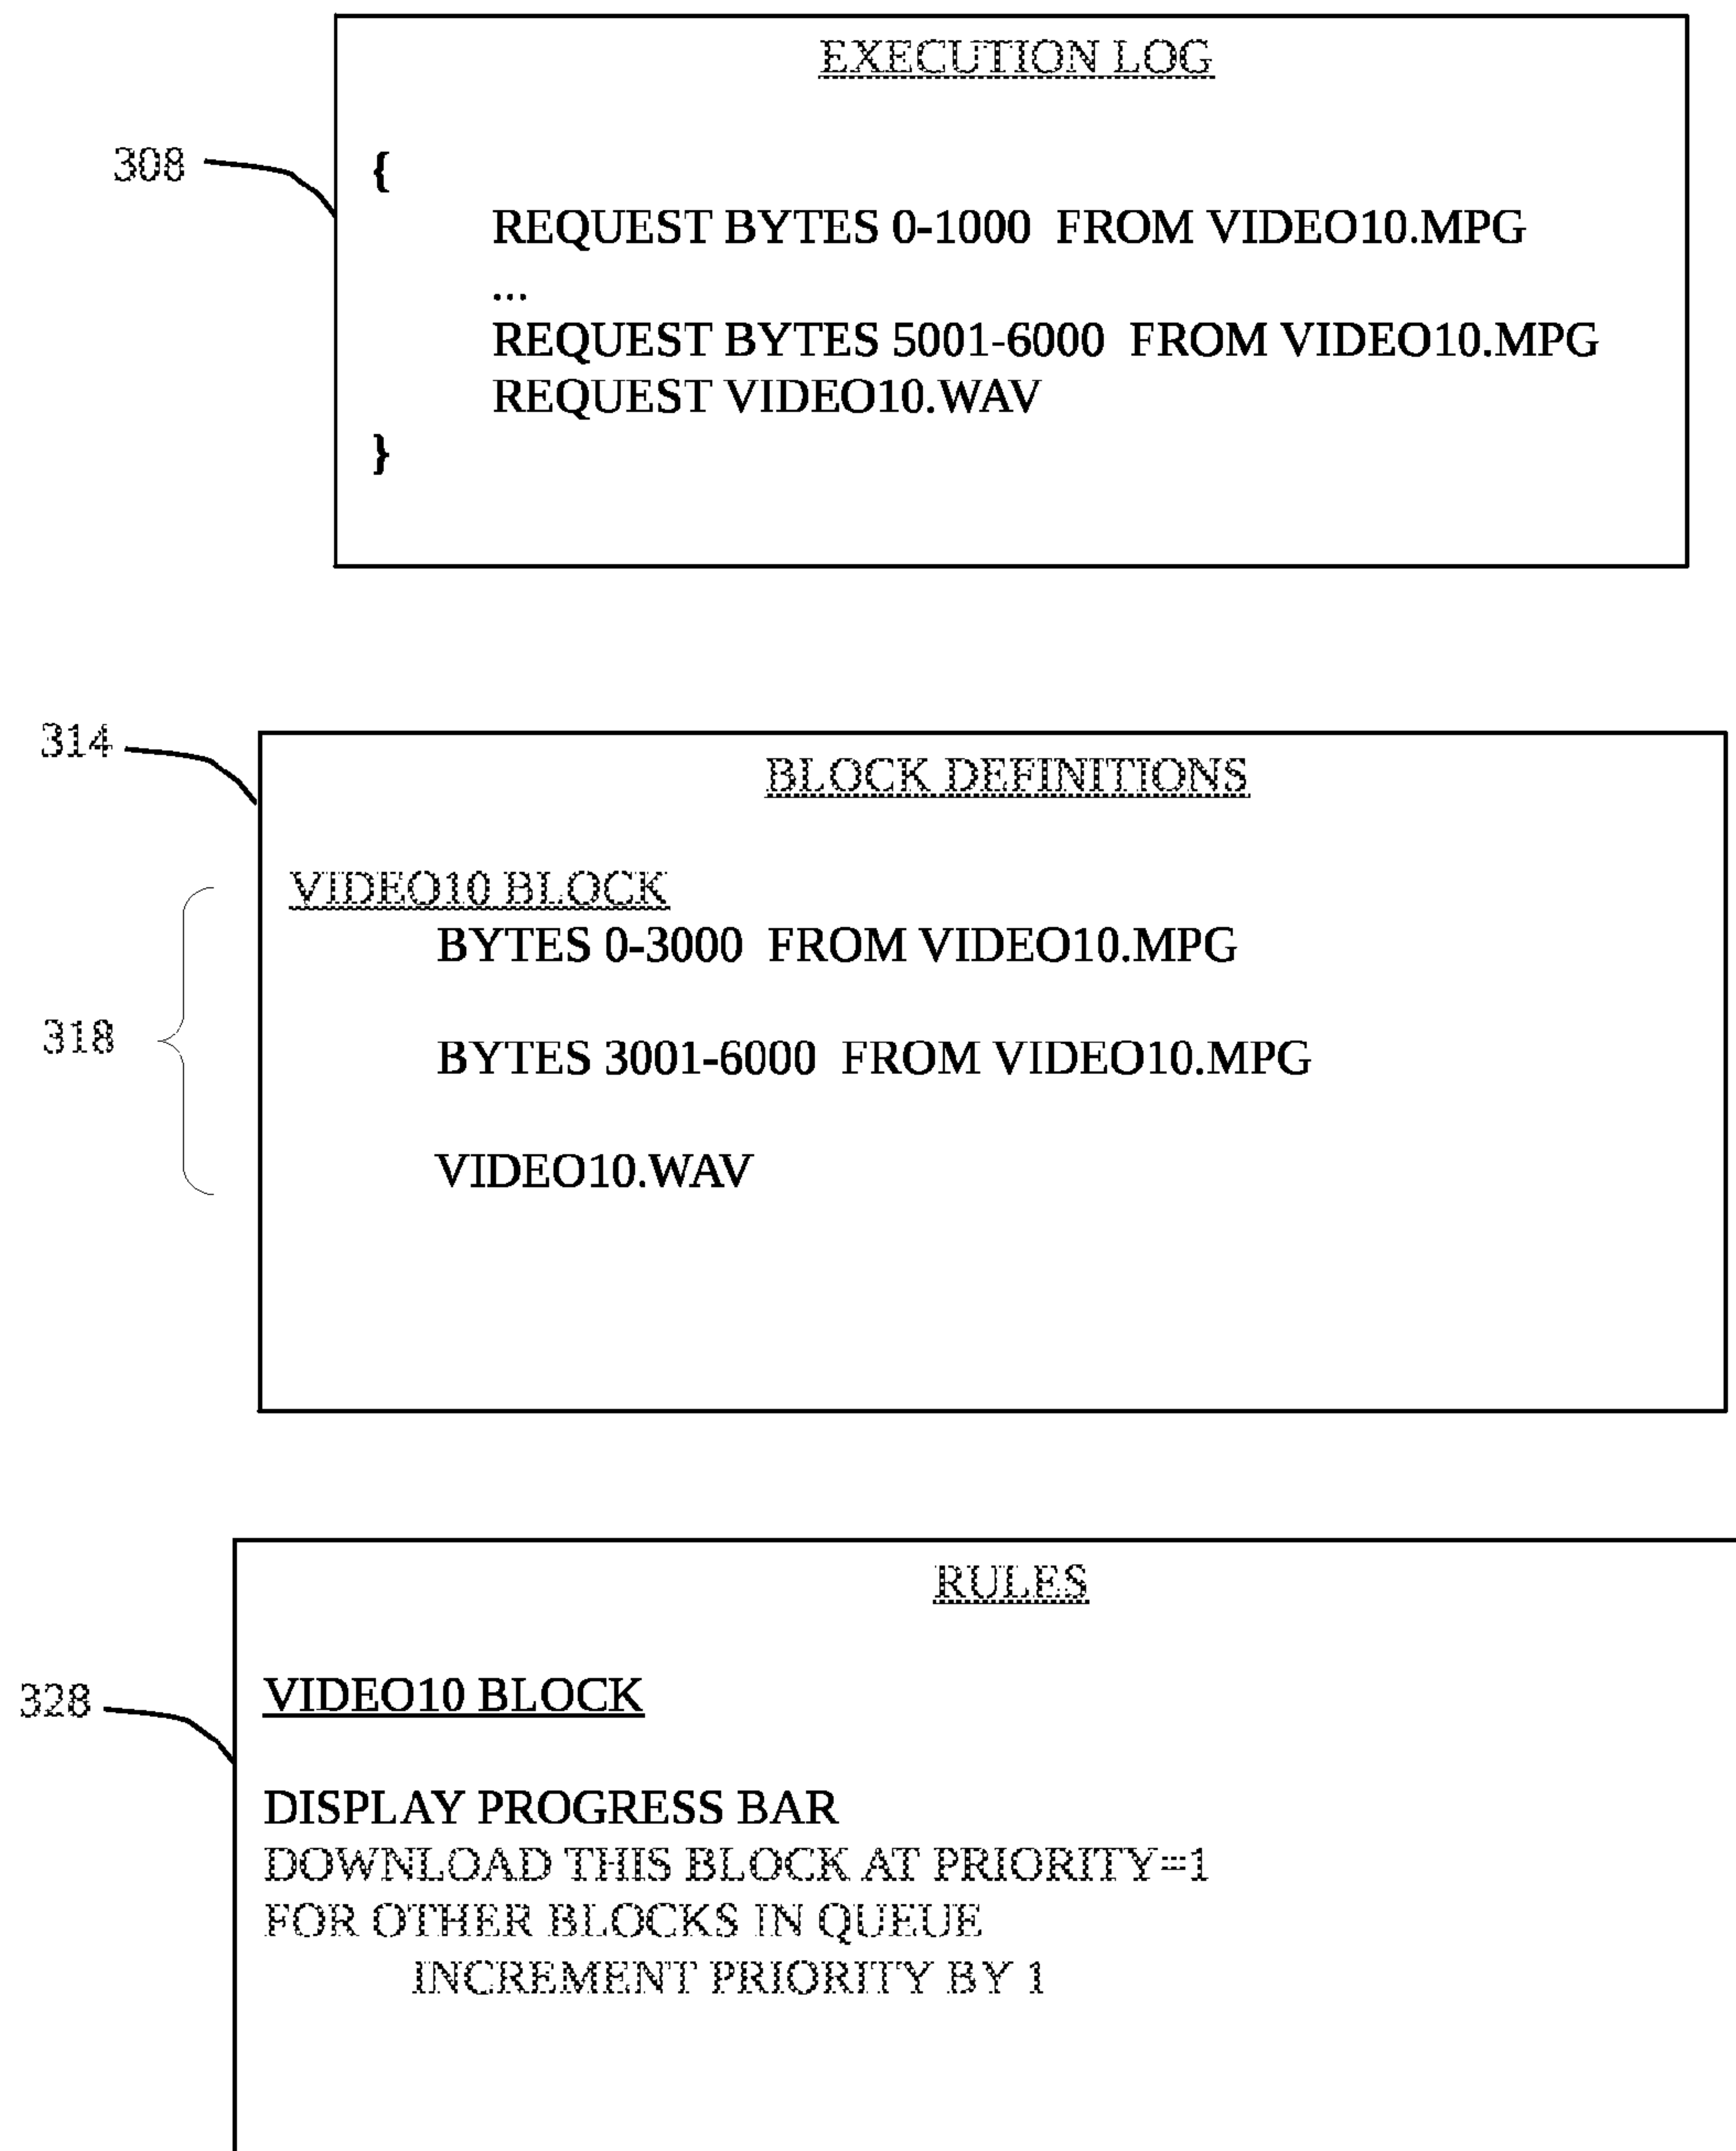 EXECUTION LOG
308
{
REQUEST BYTES 0-1000 FROM VIDEO10.MPG
...
REQUEST BYTES 5001-6000 FROM VIDEO10.MPG
REQUEST VIDEO10.WAV
}
314
BLOCK DEFINITIONS
VIDEO10 BLOCK
BYTES 0-3000 FROM VIDEO10.MPG
318
BYTES 3001-6000 FROM VIDEO10.MPG
VIDEO10.WAV
RULES
328
VIDEO10 BLOCK
DISPLAY PROGRESS BAR
DOWNLOAD THIS BLOCK AT PRIORITY=1
FOR OTHER BLOCKS IN QUEUE
INCREMENT PRIORITY BY 1